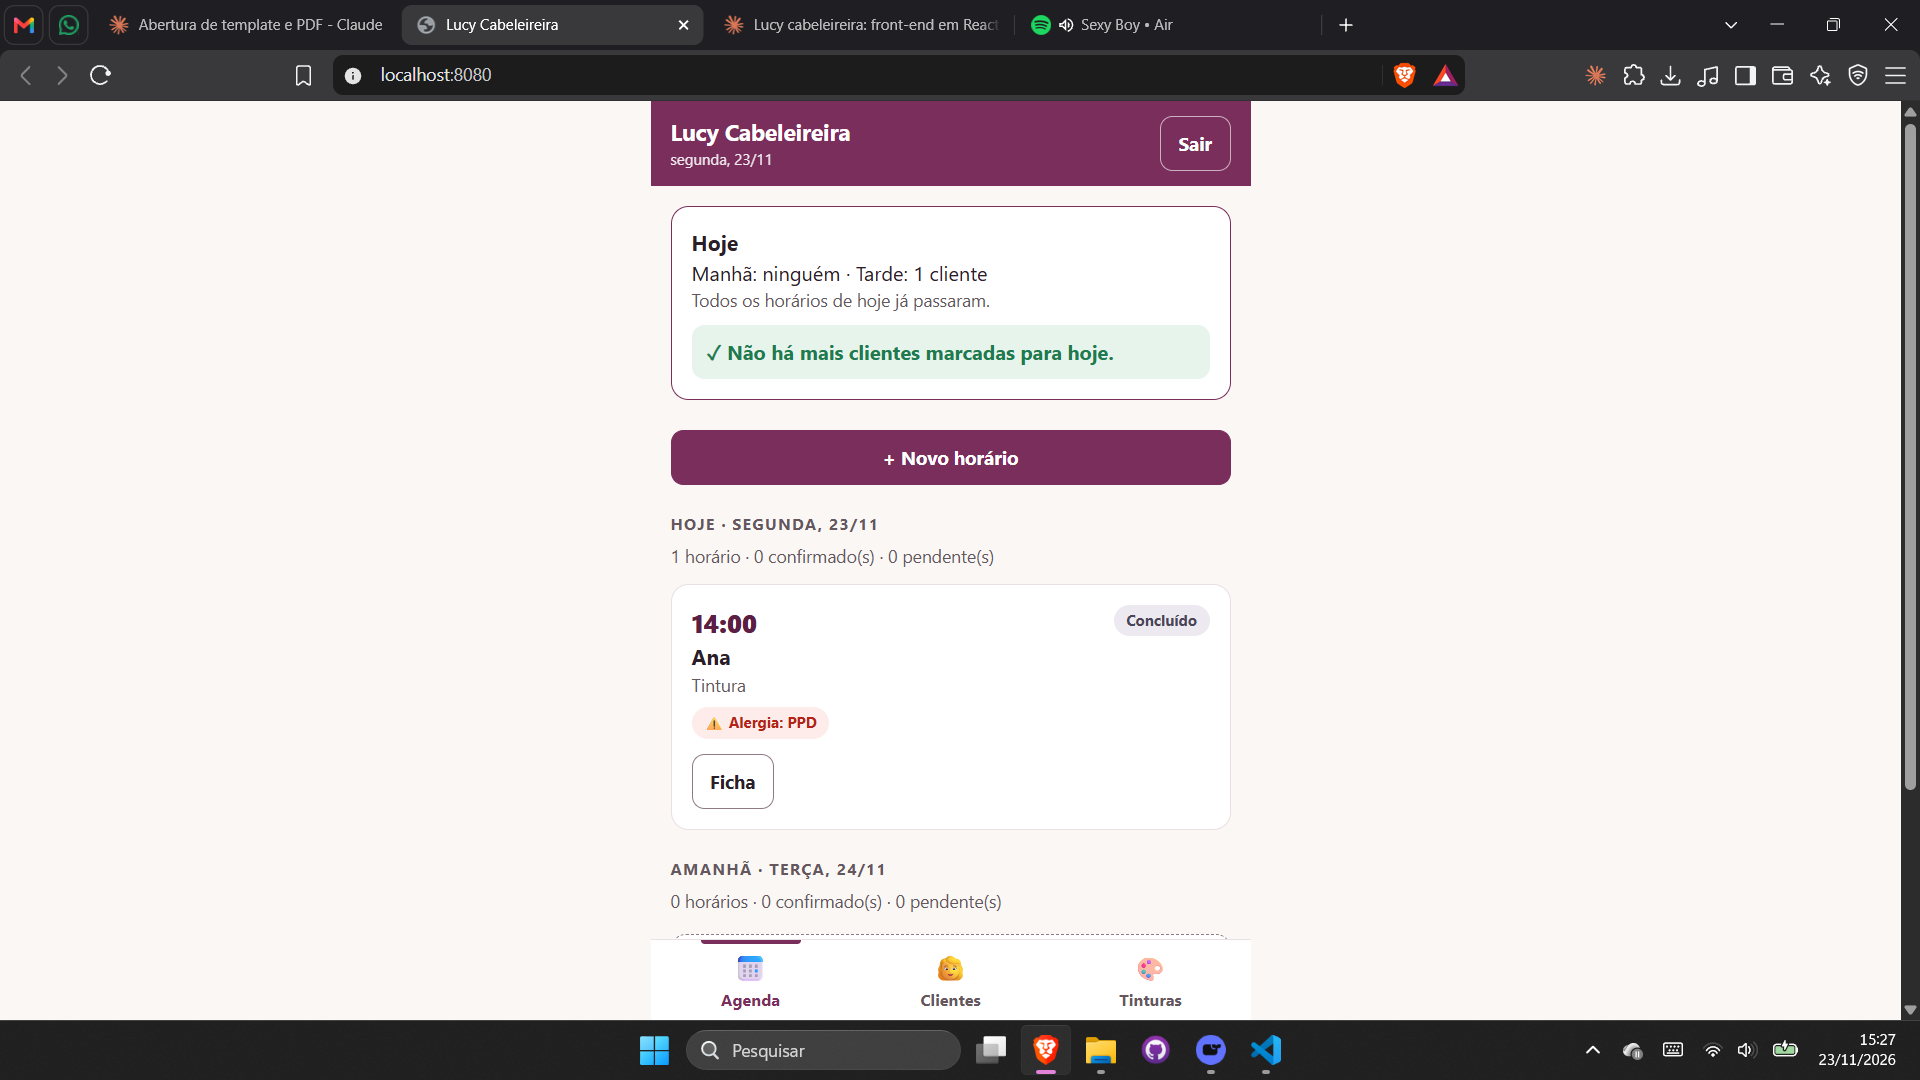 Abertura de template e PDF - Claude
Lucy Cabeleireira
Lucy cabeleireira: front-end em React
Sexy Boy • Air
localhost:8080
Lucy Cabeleireira
segunda, 23/11
Sair
Hoje
Manhã: ninguém · Tarde: 1 cliente
Todos os horários de hoje já passaram.
✓ Não há mais clientes marcadas para hoje.
+ Novo horário
HOJE · SEGUNDA, 23/11
1 horário · 0 confirmado(s) · 0 pendente(s)
14:00
Concluído
Ana
Tintura
⚠ Alergia: PPD
Ficha
AMANHÃ · TERÇA, 24/11
0 horários · 0 confirmado(s) · 0 pendente(s)
Agenda
Clientes
Tinturas
Pesquisar
15:27
23/11/2026